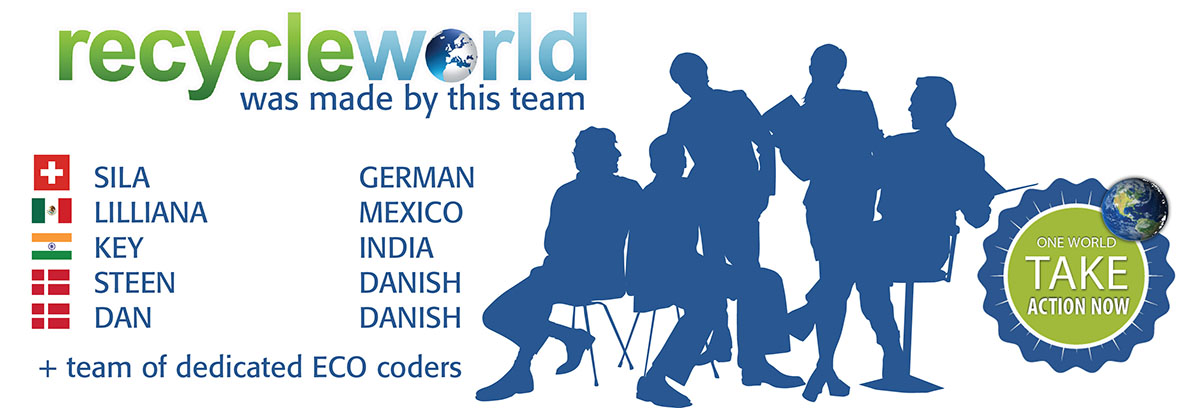 recycleworld
was made by this team
SILA GERMAN
LILLIANA MEXICO
KEY INDIA
STEEN DANISH
DAN DANISH
+ team of dedicated ECO coders
ONE WORLD
TAKE
ACTION NOW